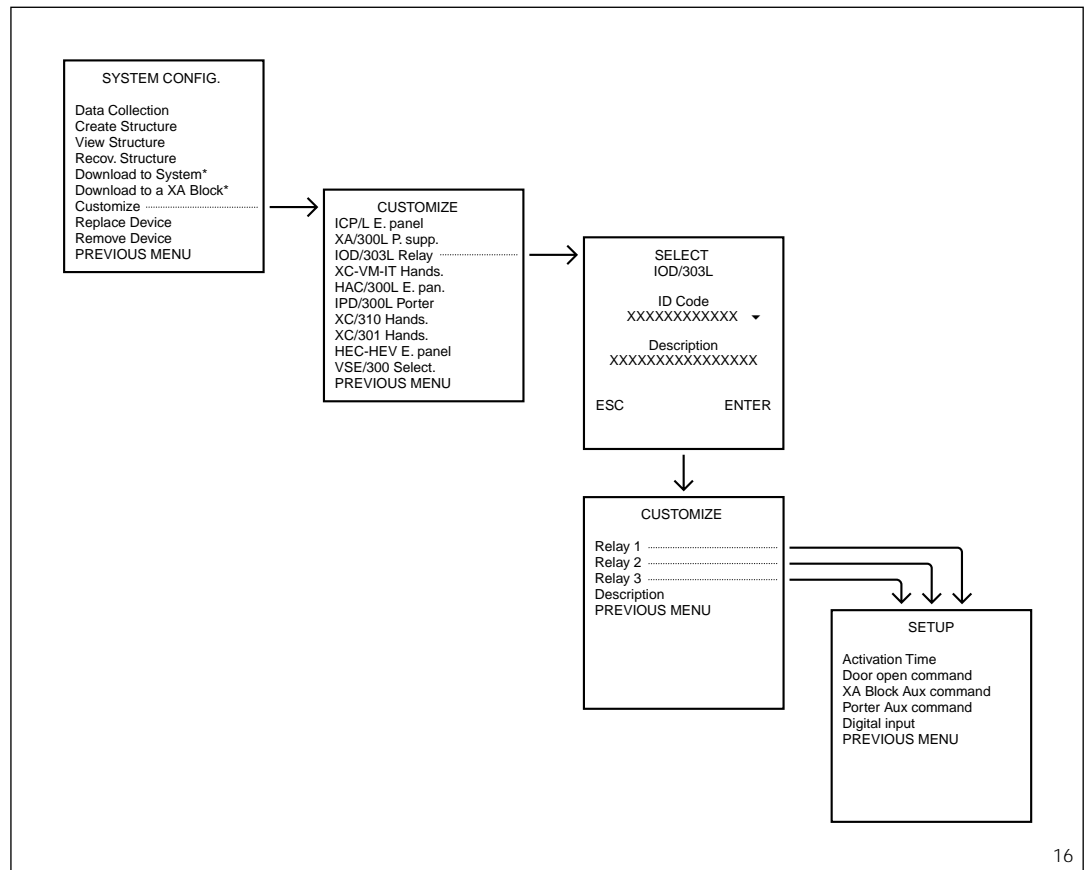 SYSTEM CONFIG.
Data Collection
Create Structure
View Structure
Recov. Structure
Download to System*
Download to a XA Block*
Customize
Replace Device
Remove Device
PREVIOUS MENU
CUSTOMIZE
ICP/L E. panel
XA/300L P. supp.
IOD/303L Relay
XC-VM-IT Hands.
HAC/300L E. pan.
IPD/300L Porter
XC/310 Hands.
XC/301 Hands.
HEC-HEV E. panel
VSE/300 Select.
PREVIOUS MENU
SELECT
IOD/303L
ID Code
XXXXXXXXXXXX
Description
XXXXXXXXXXXXXXXX
ESC ENTER
CUSTOMIZE
Relay 1
Relay 2
Relay 3
Description
PREVIOUS MENU
SETUP
Activation Time
Door open command
XA Block Aux command
Porter Aux command
Digital input
PREVIOUS MENU
16